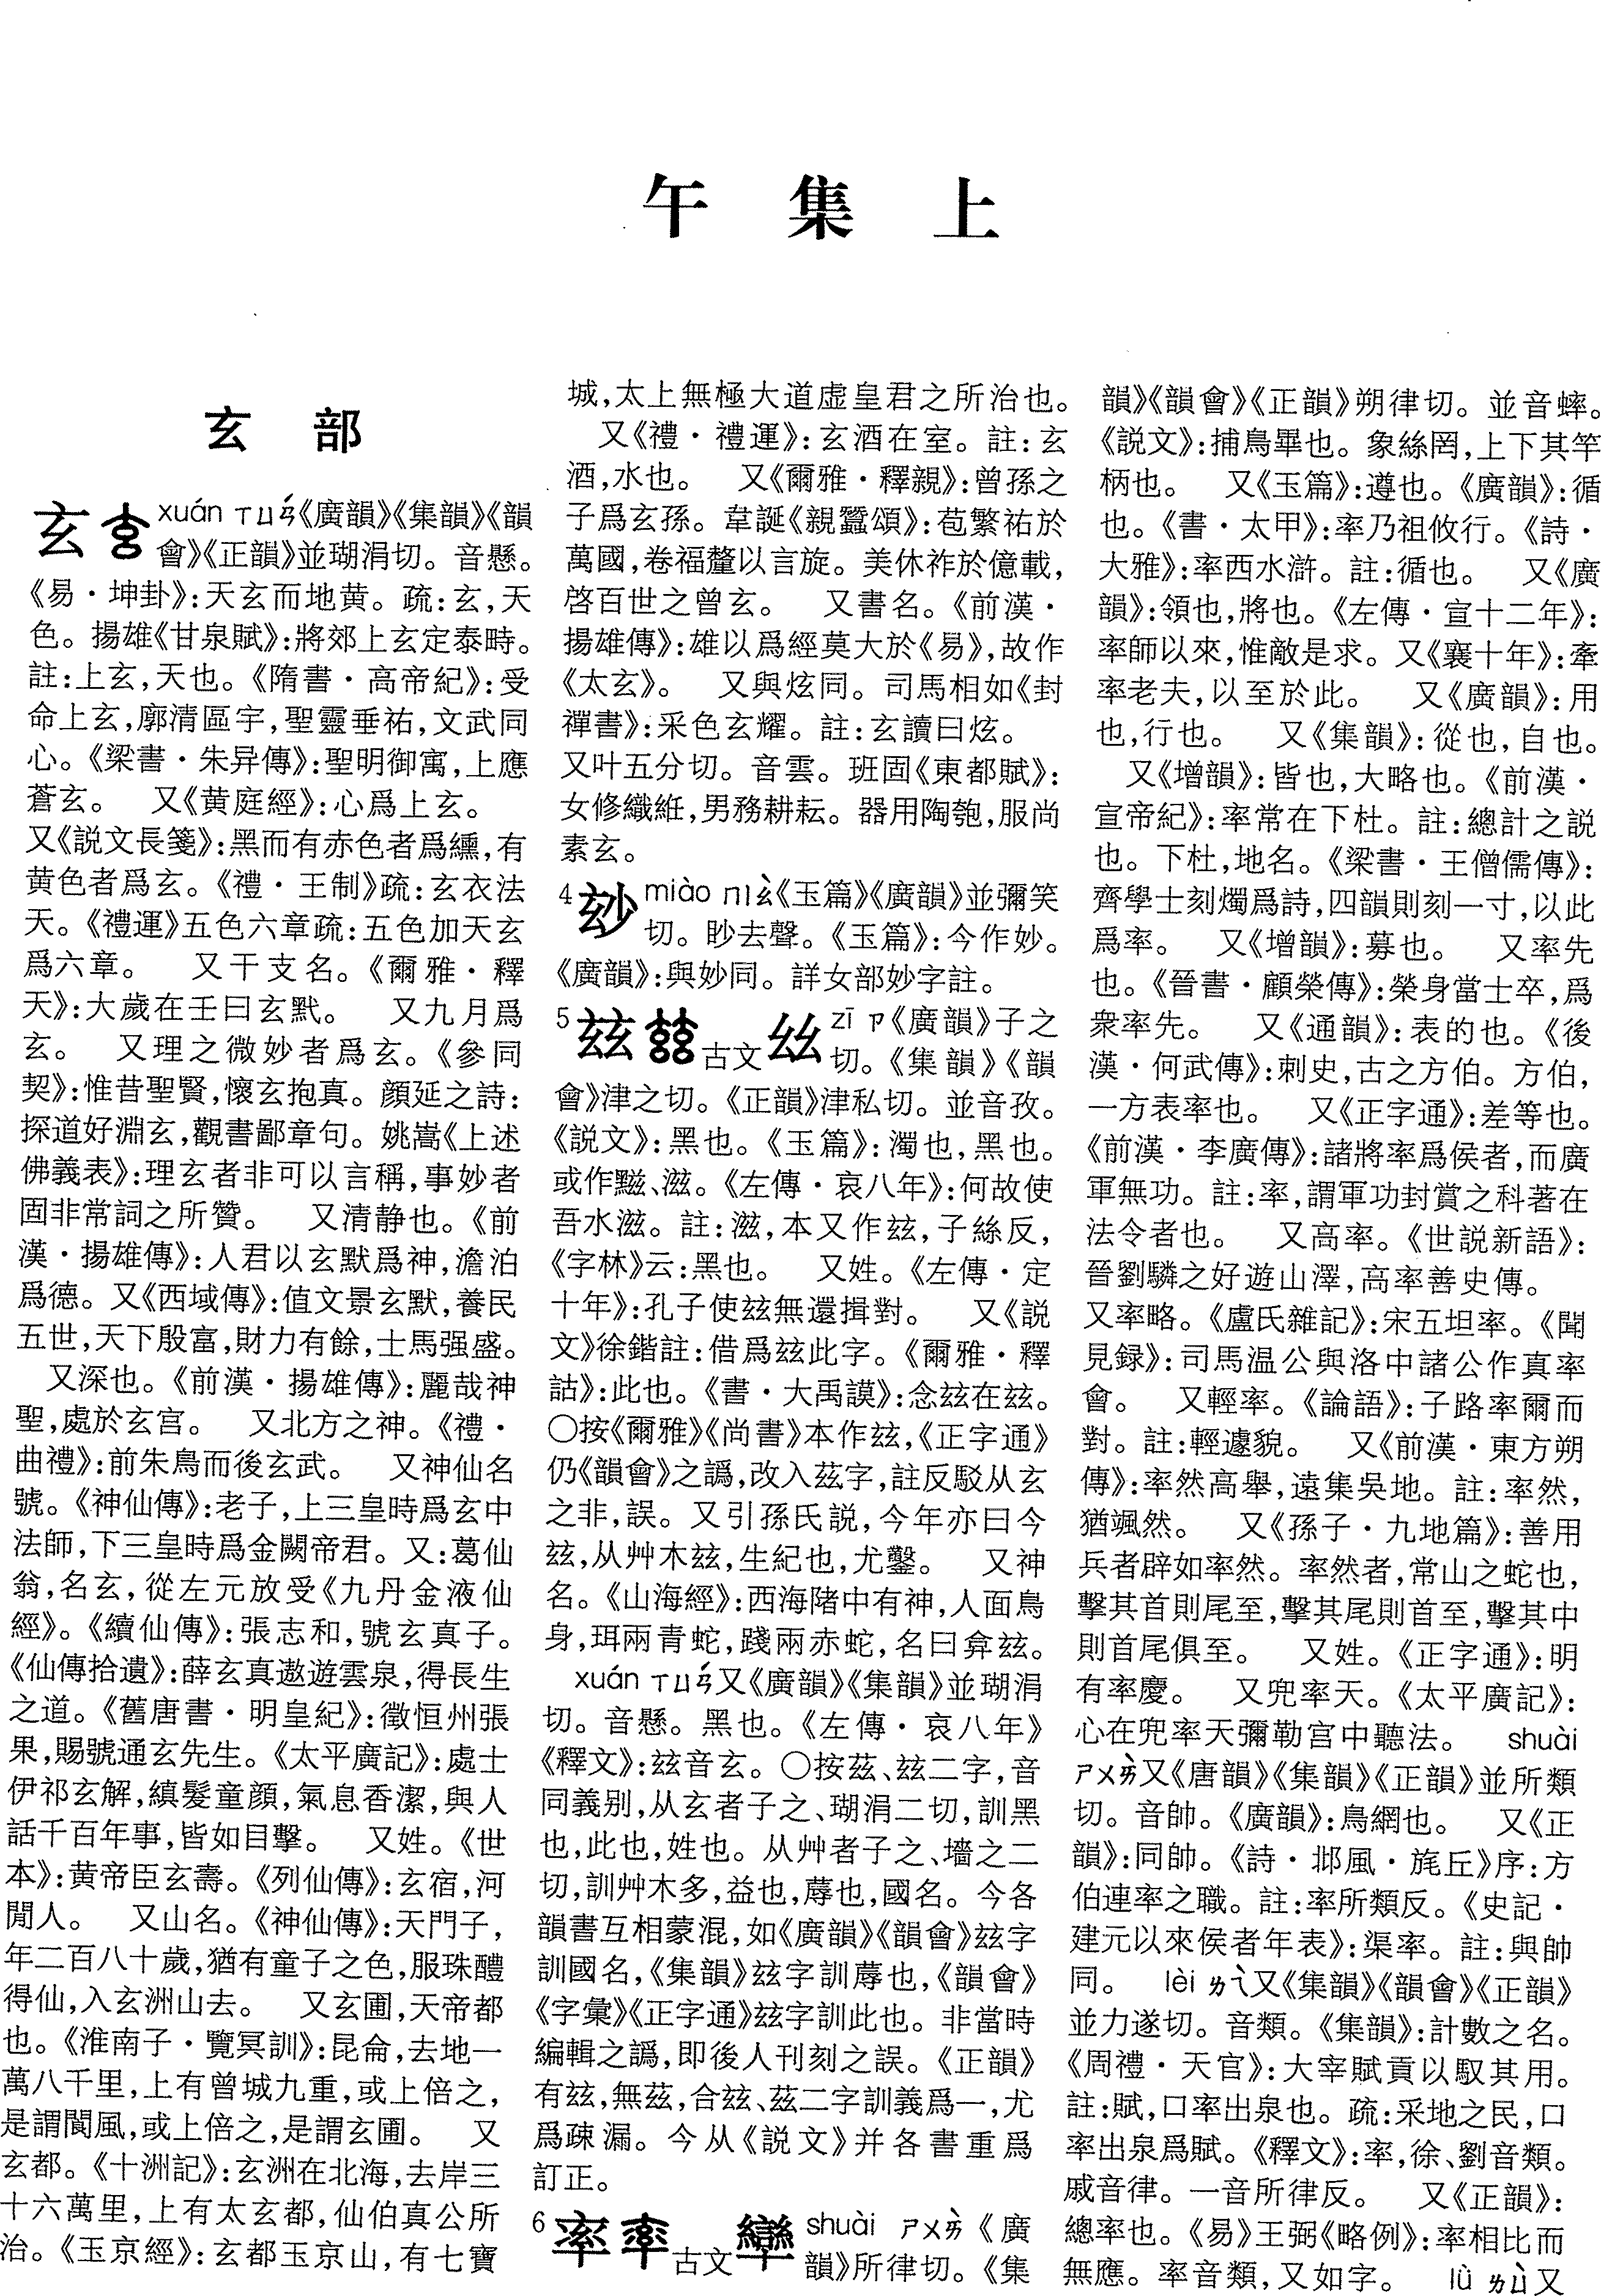 午集上
玄部
玄 xuán ㄒㄩㄢˊ《廣韻》《集韻》《韻
會》《正韻》並瑚涓切。音懸。
《易·坤卦》：天玄而地黄。疏：玄，天
色。揚雄《甘泉賦》：將郊上玄定泰畤。
註：上玄，天也。《隋書·高帝紀》：受
命上玄，廓清區宇，聖靈垂祐，文武同
心。《梁書·朱异傳》：聖明御㝢，上應
蒼玄。　又《黄庭經》：心爲上玄。
又《説文長箋》：黑而有赤色者爲纁，有
黄色者爲玄。《禮·王制》疏：玄衣法
天。《禮運》五色六章疏：五色加天玄
爲六章。　又干支名。《爾雅·釋
天》：大歲在壬曰玄黓。　又九月爲
玄。　又理之微妙者爲玄。《參同
契》：惟昔聖賢，懷玄抱真。顔延之詩：
探道好淵玄，觀書鄙章句。姚嵩《上述
佛義表》：理玄者非可以言稱，事妙者
固非常詞之所贊。　又清静也。《前
漢·揚雄傳》：人君以玄默爲神，澹泊
爲德。又《西域傳》：值文景玄默，養民
五世，天下殷富，財力有餘，士馬强盛。
又深也。《前漢·揚雄傳》：麗哉神
聖，處於玄宫。　又北方之神。《禮·
曲禮》：前朱鳥而後玄武。　又神仙名
號。《神仙傳》：老子，上三皇時爲玄中
法師，下三皇時爲金闕帝君。又：葛仙
翁，名玄，從左元放受《九丹金液仙
經》。《續仙傳》：張志和，號玄真子。
《仙傳拾遺》：薛玄真遨遊雲泉，得長生
之道。《舊唐書·明皇紀》：徵恒州張
果，賜號通玄先生。《太平廣記》：處士
伊祁玄解，縝髮童顔，氣息香潔，與人
話千百年事，皆如目擊。　又姓。《世
本》：黄帝臣玄壽。《列仙傳》：玄宿，河
閒人。　又山名。《神仙傳》：天門子，
年二百八十歲，猶有童子之色，服珠醴
得仙，入玄洲山去。　又玄圃，天帝都
也。《淮南子·覽冥訓》：昆侖，去地一
萬八千里，上有曾城九重，或上倍之，
是謂閬風，或上倍之，是謂玄圃。　又
玄都。《十洲記》：玄洲在北海，去岸三
十六萬里，上有太玄都，仙伯真公所
治。《玉京經》：玄都玉京山，有七寶
城，太上無極大道虚皇君之所治也。
又《禮·禮運》：玄酒在室。註：玄
酒，水也。　又《爾雅·釋親》：曾孫之
子爲玄孫。韋誕《親蠶頌》：苞繁祐於
萬國，卷福釐以言旋。美休祚於億載，
啓百世之曾玄。　又書名。《前漢·
揚雄傳》：雄以爲經莫大於《易》，故作
《太玄》。　又與炫同。司馬相如《封
禪書》：采色玄耀。註：玄讀曰炫。
又叶五分切。音雲。班固《東都賦》：
女修織紝，男務耕耘。器用陶匏，服尚
素玄。
4 玅 miào ㄇㄧㄠˋ《玉篇》《廣韻》並彌笑
切。眇去聲。《玉篇》：今作妙。
《廣韻》：與妙同。詳女部妙字註。
5 玆 古文 𢆶 zī ㄗ《廣韻》子之
切。《集韻》《韻
會》津之切。《正韻》津私切。並音孜。
《説文》：黑也。《玉篇》：濁也，黑也。
或作黮、滋。《左傳·哀八年》：何故使
吾水滋。註：滋，本又作玆，子絲反，
《字林》云：黑也。　又姓。《左傳·定
十年》：孔子使玆無還揖對。　又《説
文》徐鍇註：借爲玆此字。《爾雅·釋
詁》：此也。《書·大禹謨》：念玆在玆。
〇按《爾雅》《尚書》本作玆，《正字通》
仍《韻會》之譌，改入茲字，註反駁从玄
之非，誤。又引孫氏説，今年亦曰今
玆，从艸木玆，生紀也，尤鑿。　又神
名。《山海經》：西海陼中有神，人面鳥
身，珥兩青蛇，踐兩赤蛇，名曰弇玆。
xuán ㄒㄩㄢˊ又《廣韻》《集韻》並瑚涓
切。音懸。黑也。《左傳·哀八年》
《釋文》：玆音玄。〇按茲、玆二字，音
同義别，从玄者子之、瑚涓二切，訓黑
也，此也，姓也。从艸者子之、墻之二
切，訓艸木多，益也，蓐也，國名。今各
韻書互相蒙混，如《廣韻》《韻會》玆字
訓國名，《集韻》玆字訓蓐也，《韻會》
《字彙》《正字通》玆字訓此也。非當時
編輯之譌，即後人刊刻之誤。《正韻》
有玆，無茲，合玆、茲二字訓義爲一，尤
爲疎漏。今从《説文》并各書重爲
訂正。
6 率 古文 shuài ㄕㄨㄞˋ《廣
韻》所律切。《集
韻》《韻會》《正韻》朔律切。並音蟀。
《説文》：捕鳥畢也。象絲罔，上下其竿
柄也。　又《玉篇》：遵也。《廣韻》：循
也。《書·太甲》：率乃祖攸行。《詩·
大雅》：率西水滸。註：循也。　又《廣
韻》：領也，將也。《左傳·宣十二年》：
率師以來，惟敵是求。又《襄十年》：牽
率老夫，以至於此。　又《廣韻》：用
也，行也。　又《集韻》：從也，自也。
又《增韻》：皆也，大略也。《前漢·
宣帝紀》：率常在下杜。註：總計之説
也。下杜，地名。《梁書·王僧儒傳》：
齊學士刻燭爲詩，四韻則刻一寸，以此
爲率。　又《增韻》：募也。　又率先
也。《晉書·顧榮傳》：榮身當士卒，爲
衆率先。　又《通韻》：表的也。《後
漢·何武傳》：刺史，古之方伯。方伯，
一方表率也。　又《正字通》：差等也。
《前漢·李廣傳》：諸將率爲侯者，而廣
軍無功。註：率，謂軍功封賞之科著在
法令者也。　又高率。《世説新語》：
晉劉驎之好遊山澤，高率善史傳。
又率略。《盧氏雜記》：宋五坦率。《聞
見録》：司馬温公與洛中諸公作真率
會。　又輕率。《論語》：子路率爾而
對。註：輕遽貌。　又《前漢·東方朔
傳》：率然高舉，遠集吳地。註：率然，
猶颯然。　又《孫子·九地篇》：善用
兵者辟如率然。率然者，常山之蛇也，
擊其首則尾至，擊其尾則首至，擊其中
則首尾俱至。　又姓。《正字通》：明
有率慶。　又兜率天。《太平廣記》：
心在兜率天彌勒宫中聽法。　shuài
ㄕㄨㄞˋ又《唐韻》《集韻》《正韻》並所類
切。音帥。《廣韻》：鳥網也。　又《正
韻》：同帥。《詩·邶風·旄丘》序：方
伯連率之職。註：率所類反。《史記·
建元以來侯者年表》：渠率。註：與帥
同。　lèi ㄌㄟˋ又《集韻》《韻會》《正韻》
並力遂切。音類。《集韻》：計數之名。
《周禮·天官》：大宰賦貢以馭其用。
註：賦，口率出泉也。疏：采地之民，口
率出泉爲賦。《釋文》：率，徐、劉音類。
戚音律。一音所律反。　又《正韻》：
總率也。《易》王弼《略例》：率相比而
無應。率音類，又如字。　lǜ ㄌㄩˋ又